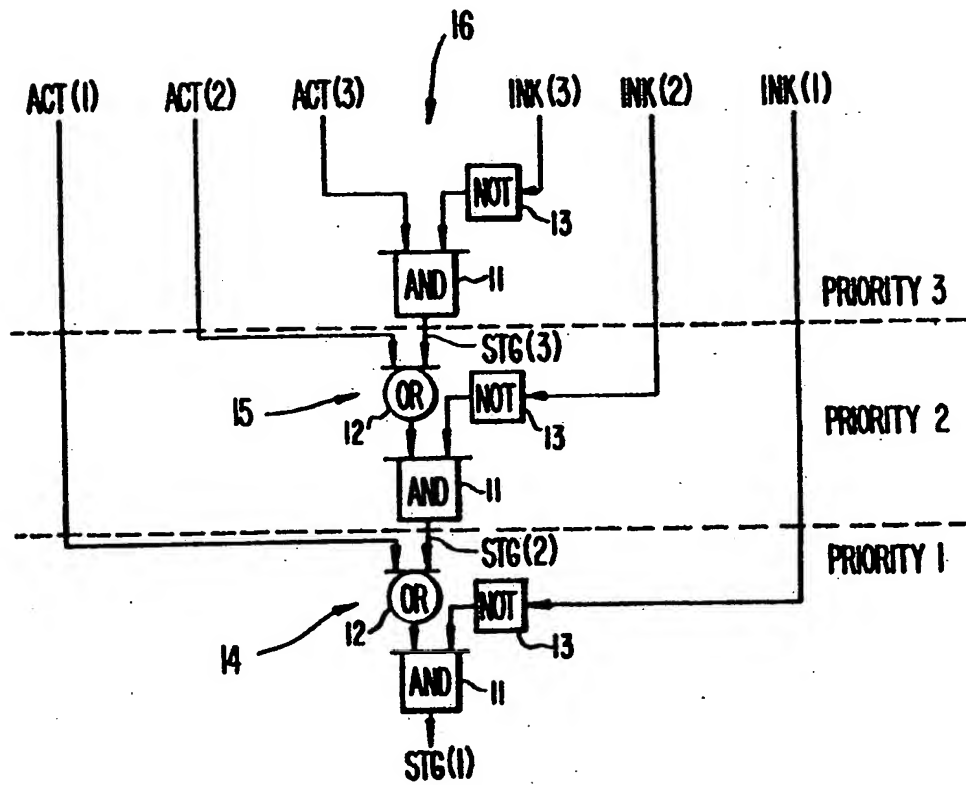 16
ACT(1) ACT(2) ACT(3) INK(3) INK(2) INK(1)
NOT
13
AND
11
PRIORITY 3
STG(3)
15
OR
12
NOT
13
PRIORITY 2
AND
11
STG(2)
PRIORITY 1
14
OR
12
NOT
13
AND
11
STG(1)